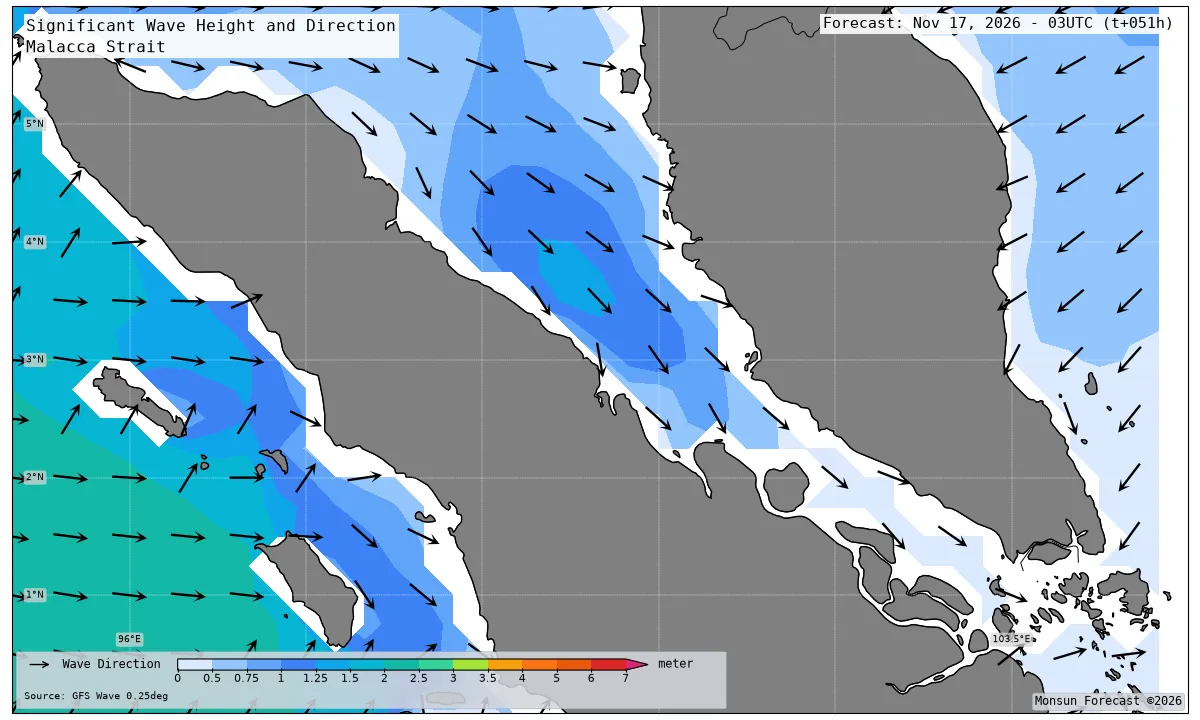 Significant Wave Height and Direction
Malacca Strait
Forecast: Nov 17, 2026 - 03UTC (t+051h)
5°N
4°N
3°N
2°N
1°N
96°E
103.5°E
Wave Direction
meter
0 0.5 0.75 1 1.25 1.5 2 2.5 3 3.5 4 5 6 7
Source: GFS Wave 0.25deg
Monsun Forecast ©2026